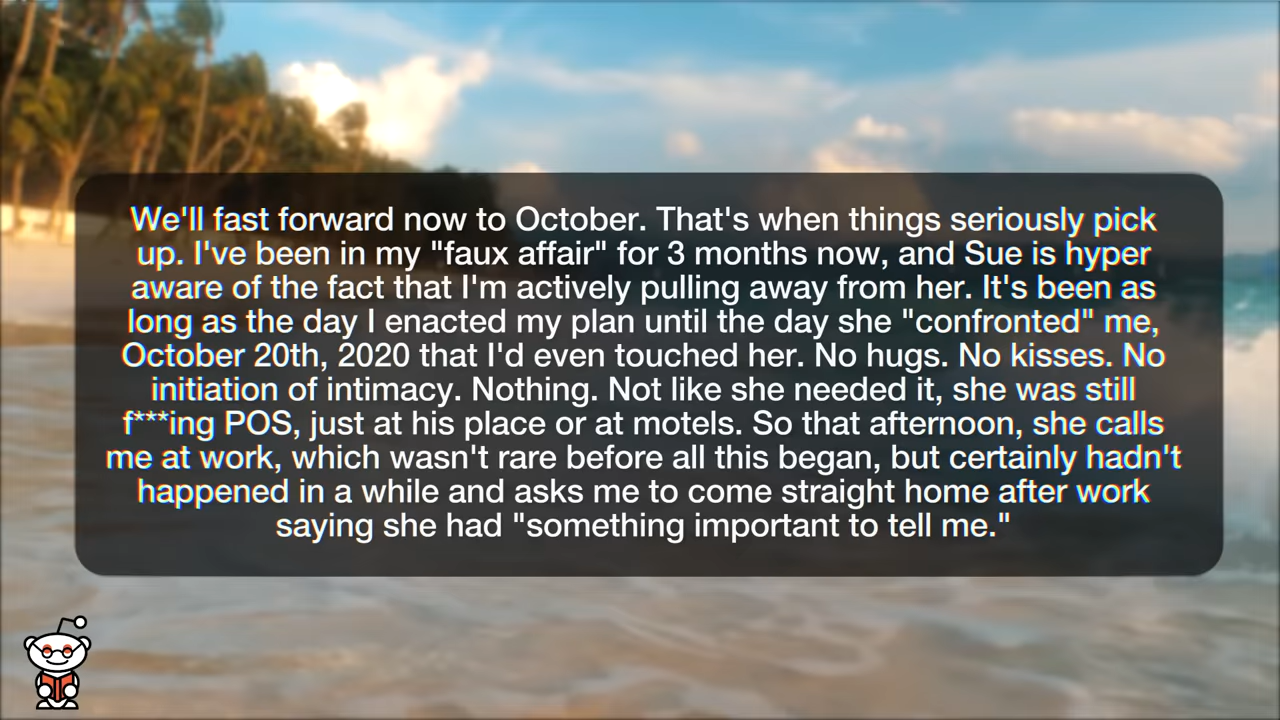 We'll fast forward now to October. That's when things seriously pick
up. I've been in my "faux affair" for 3 months now, and Sue is hyper
aware of the fact that I'm actively pulling away from her. It's been as
long as the day I enacted my plan until the day she "confronted" me,
October 20th, 2020 that I'd even touched her. No hugs. No kisses. No
initiation of intimacy. Nothing. Not like she needed it, she was still
f***ing POS, just at his place or at motels. So that afternoon, she calls
me at work, which wasn't rare before all this began, but certainly hadn't
happened in a while and asks me to come straight home after work
saying she had "something important to tell me."